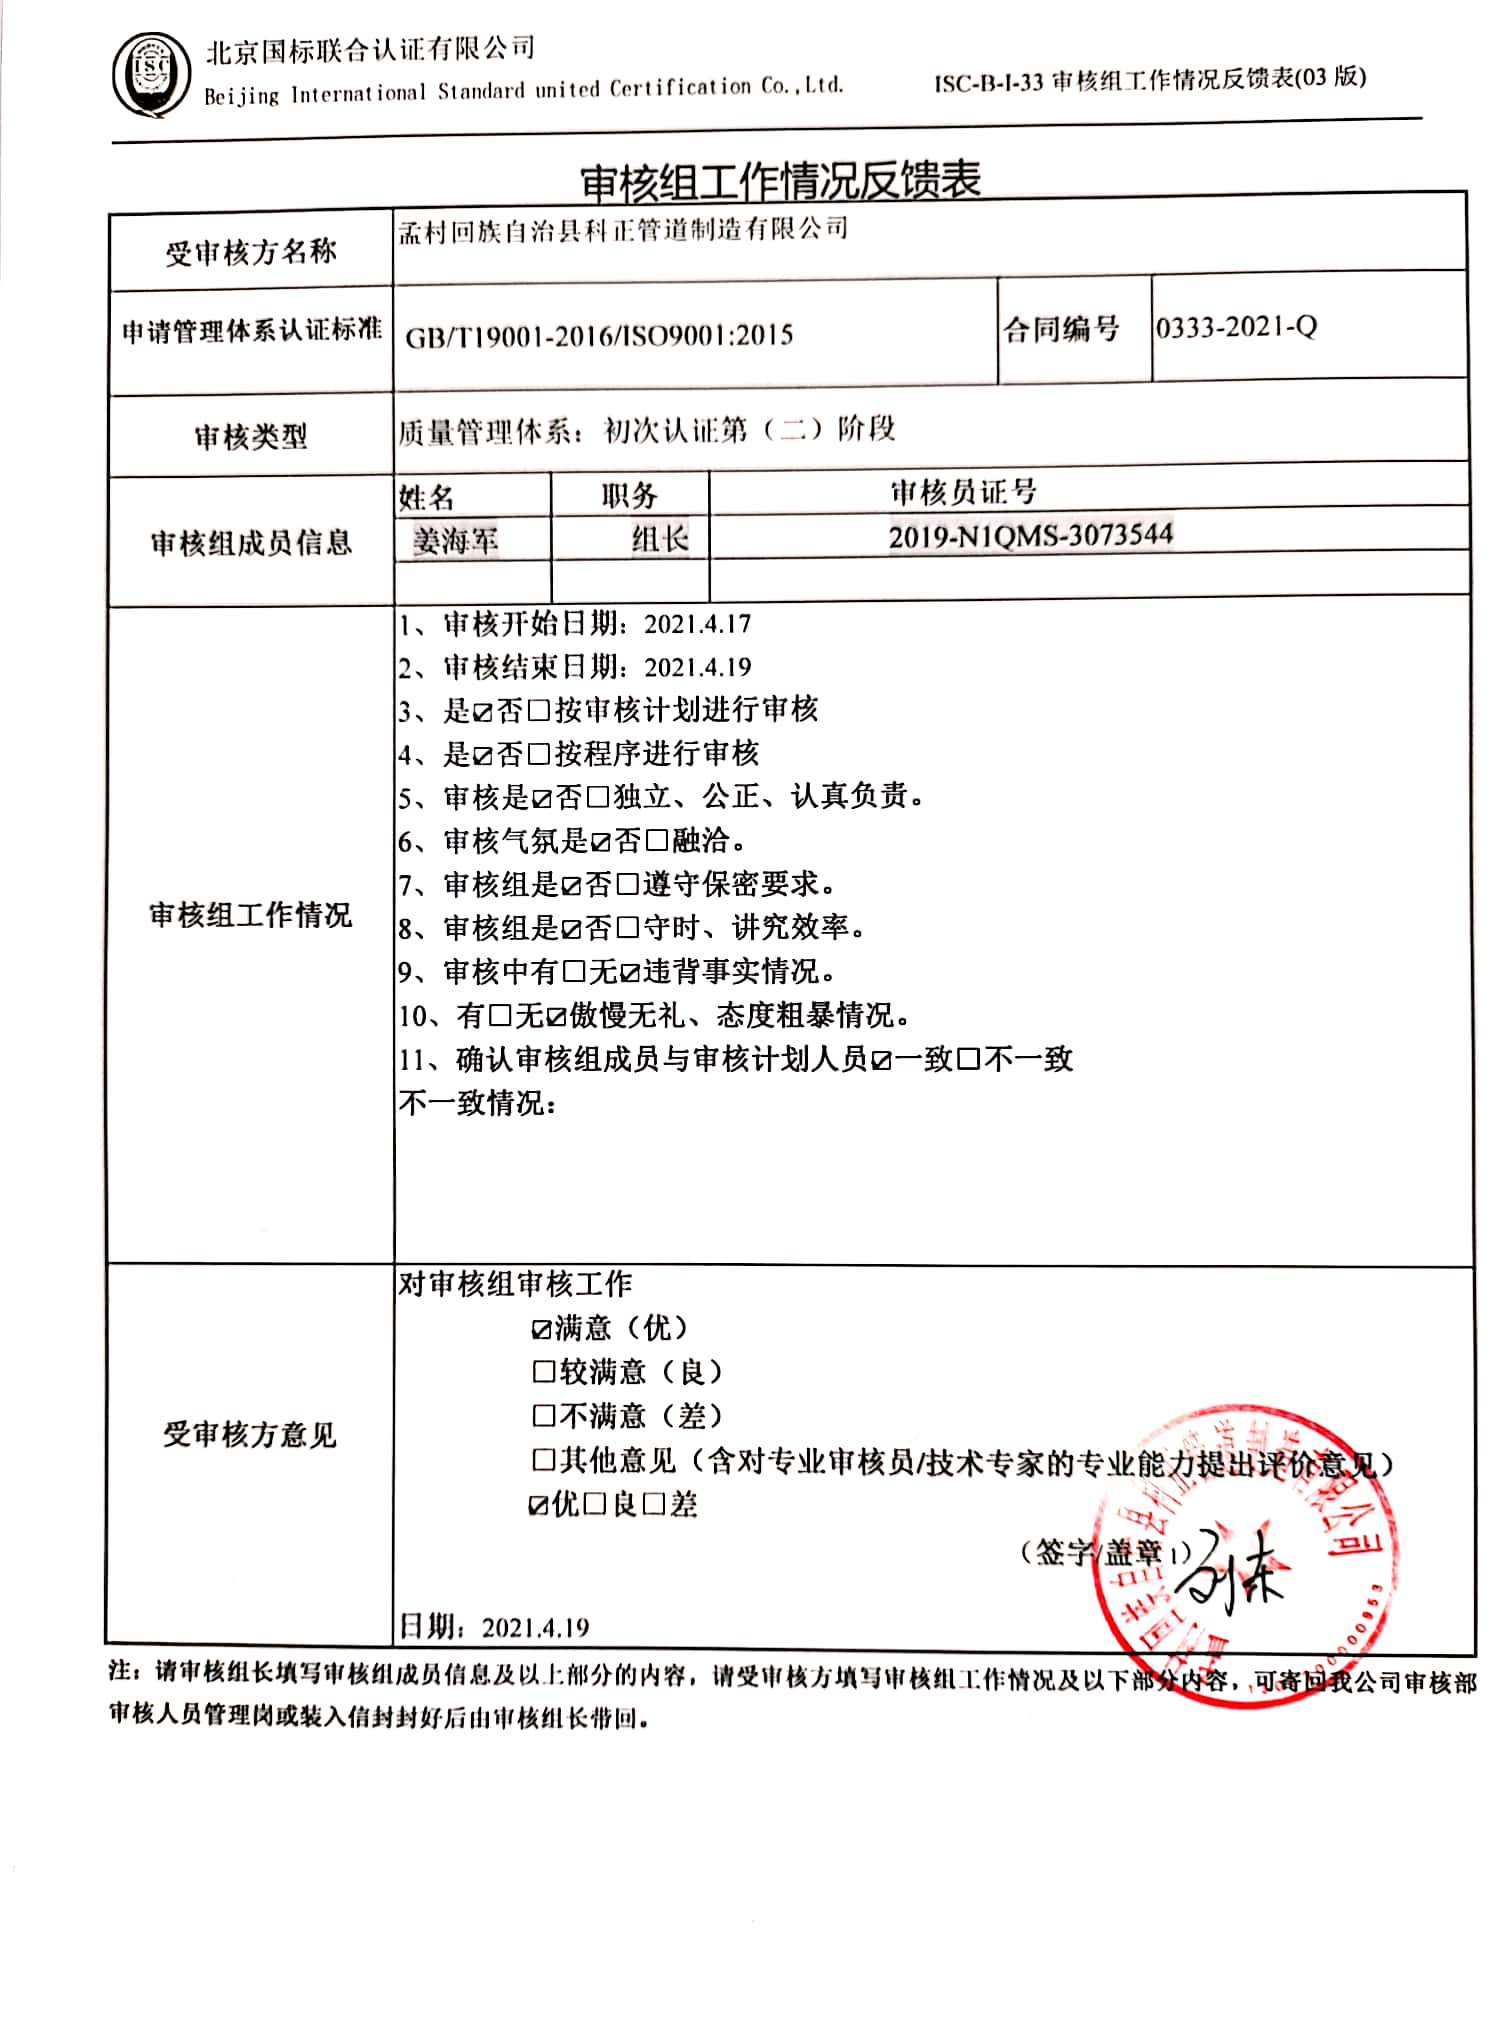 ISC
北京国标联合认证有限公司
Beijing International Standard united Certification Co.,Ltd.
ISC-B-I-33 审核组工作情况反馈表(03 版)
审核组工作情况反馈表
受审核方名称
孟村回族自治县科正管道制造有限公司
申请管理体系认证标准
GB/T19001-2016/ISO9001:2015
合同编号
0333-2021-Q
审核类型
质量管理体系：初次认证第（二）阶段
审核组成员信息
姓名 职务 审核员证号
姜海军 组长 2019-N1QMS-3073544
审核组工作情况
1、审核开始日期：2021.4.17
2、审核结束日期：2021.4.19
3、是☑否□按审核计划进行审核
4、是☑否□按程序进行审核
5、审核是☑否□独立、公正、认真负责。
6、审核气氛是☑否□融洽。
7、审核组是☑否□遵守保密要求。
8、审核组是☑否□守时、讲究效率。
9、审核中有□无☑违背事实情况。
10、有□无☑傲慢无礼、态度粗暴情况。
11、确认审核组成员与审核计划人员☑一致□不一致
不一致情况：
受审核方意见
对审核组审核工作
☑满意（优）
□较满意（良）
□不满意（差）
□其他意见（含对专业审核员/技术专家的专业能力提出评价意见）
☑优□良□差
（签字/盖章）
日期：2021.4.19
注：请审核组长填写审核组成员信息及以上部分的内容，请受审核方填写审核组工作情况及以下部分内容，可寄回我公司审核部
审核人员管理岗或装入信封封好后由审核组长带回。